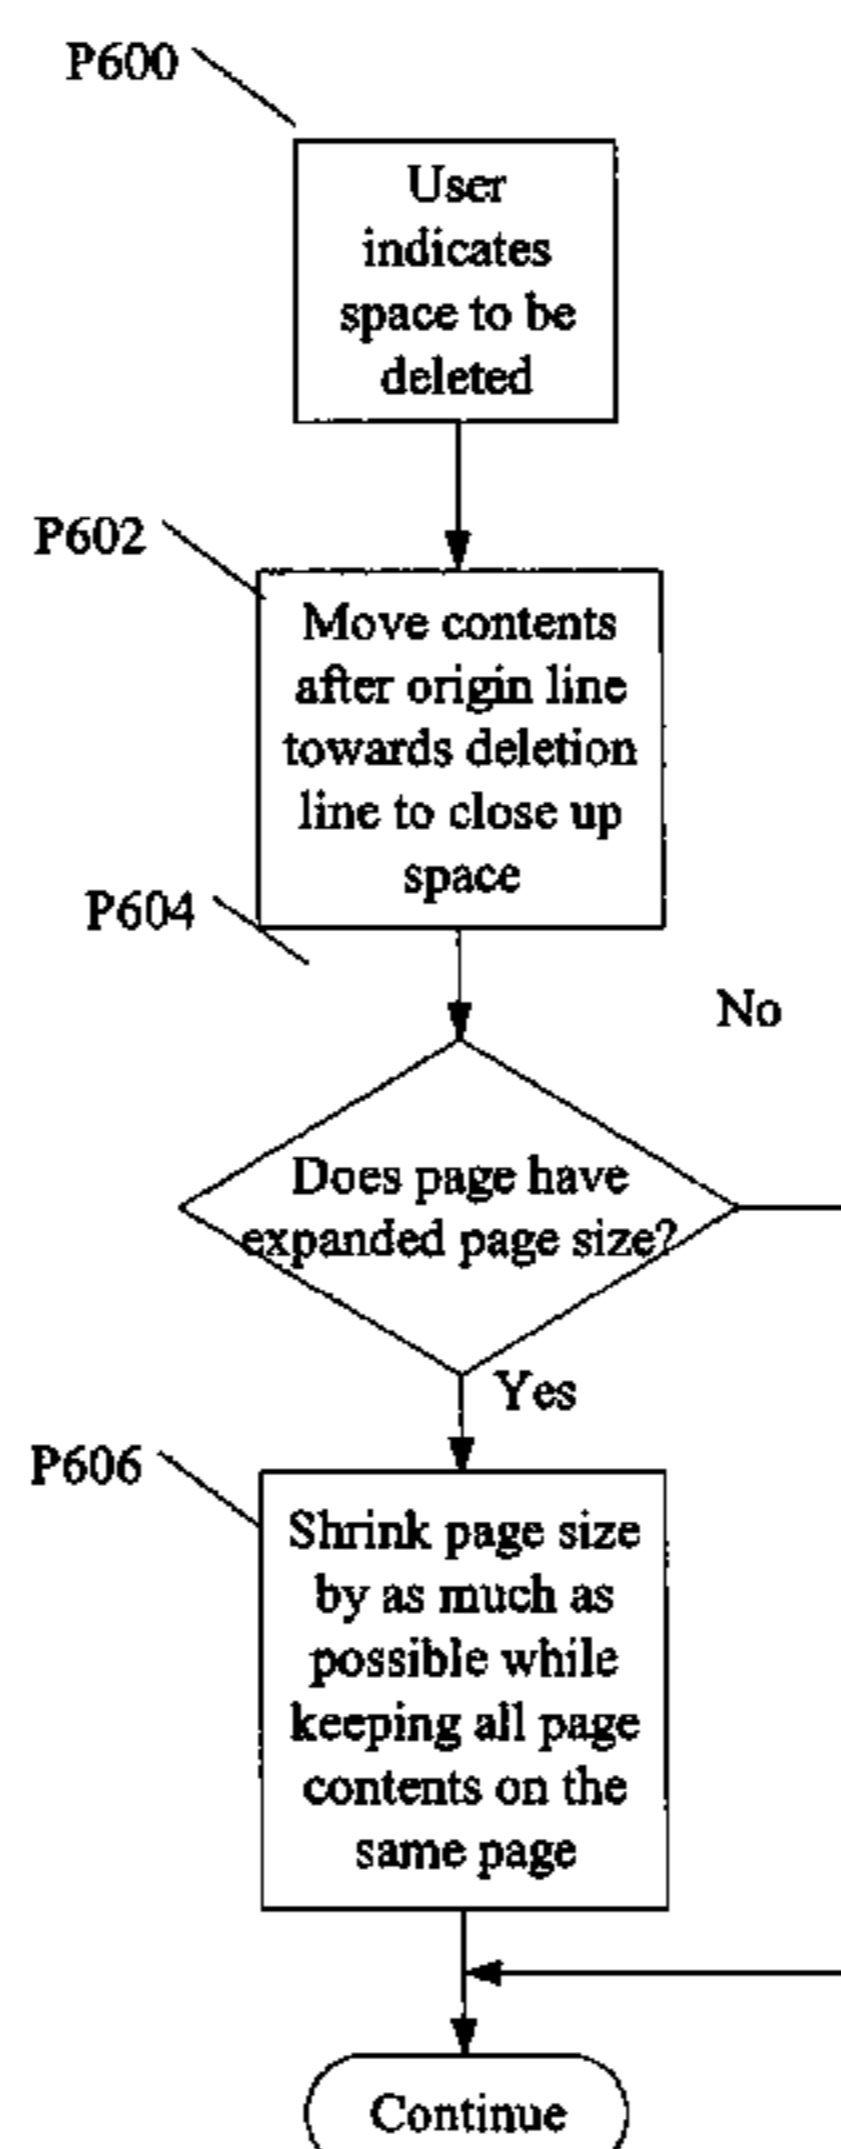 P600
User
indicates
space to be
deleted
P602
Move contents
after origin line
towards deletion
line to close up
space
P604
No
Does page have
expanded page size?
Yes
P606
Shrink page size
by as much as
possible while
keeping all page
contents on the
same page
Continue